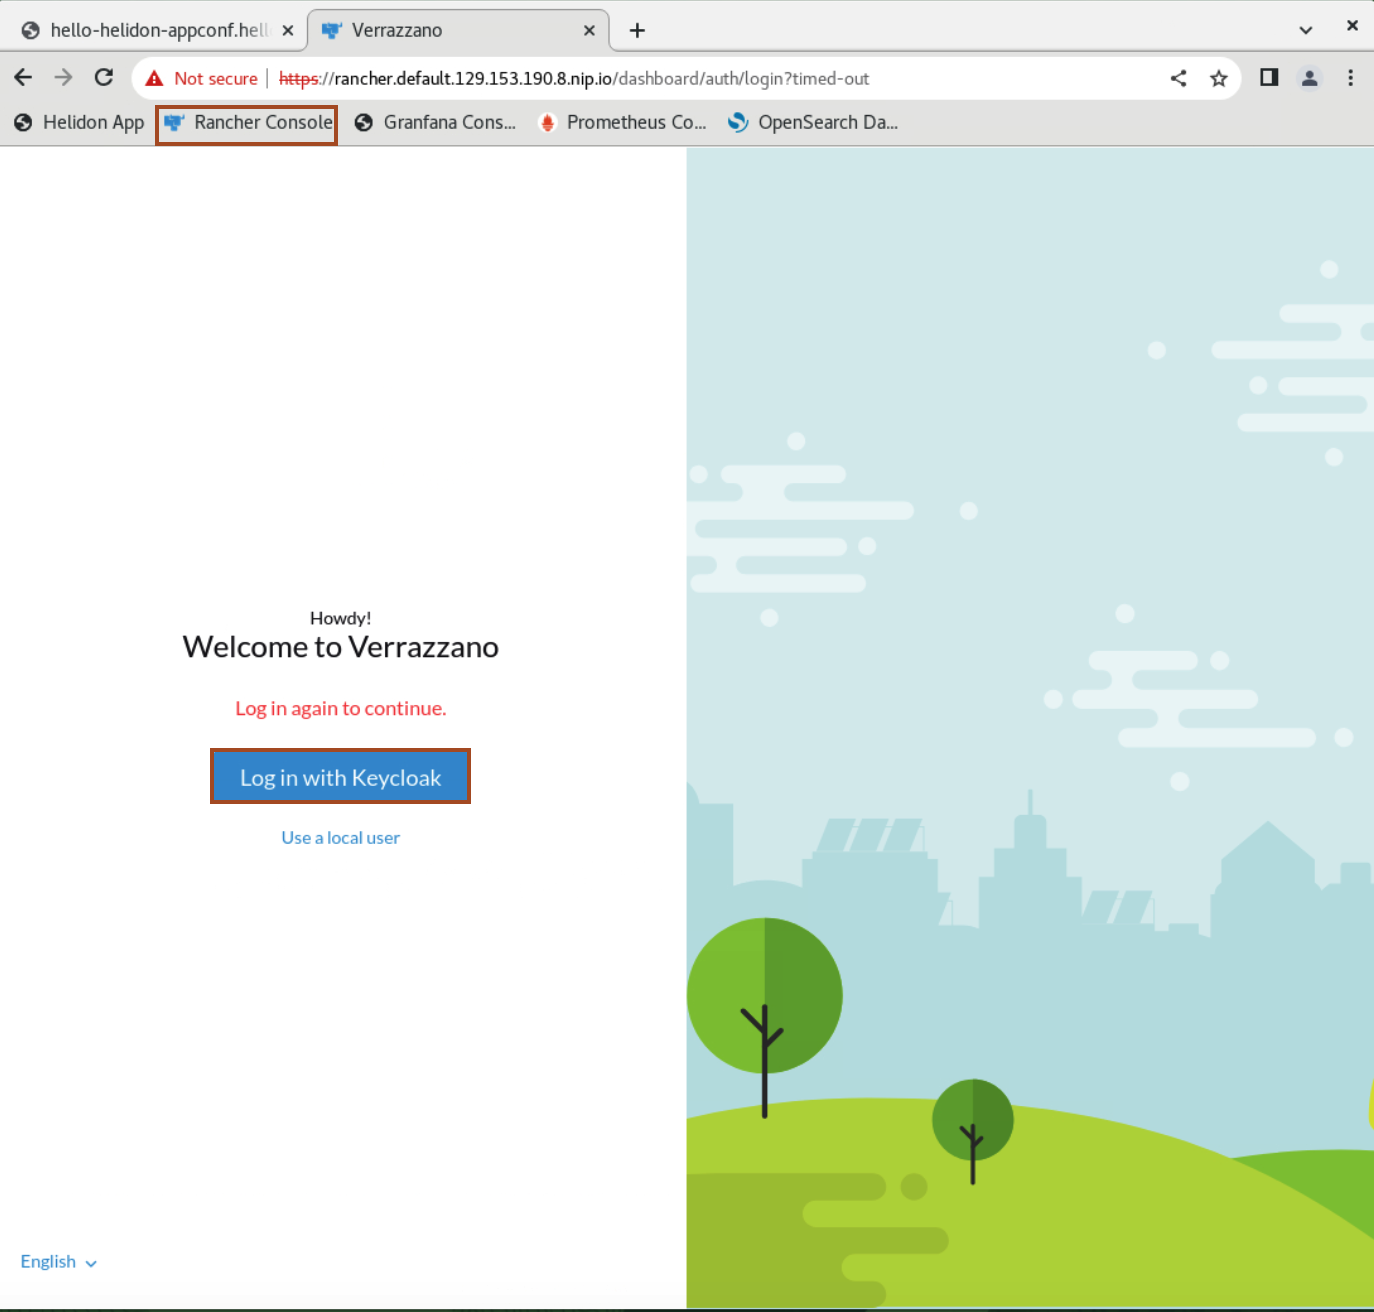 hello-helidon-appconf.hell
Verrazzano
Not secure https://rancher.default.129.153.190.8.nip.io/dashboard/auth/login?timed-out
Helidon App Rancher Console Granfana Cons... Prometheus Co... OpenSearch Da...
Howdy!
Welcome to Verrazzano
Log in again to continue.
Log in with Keycloak
Use a local user
English